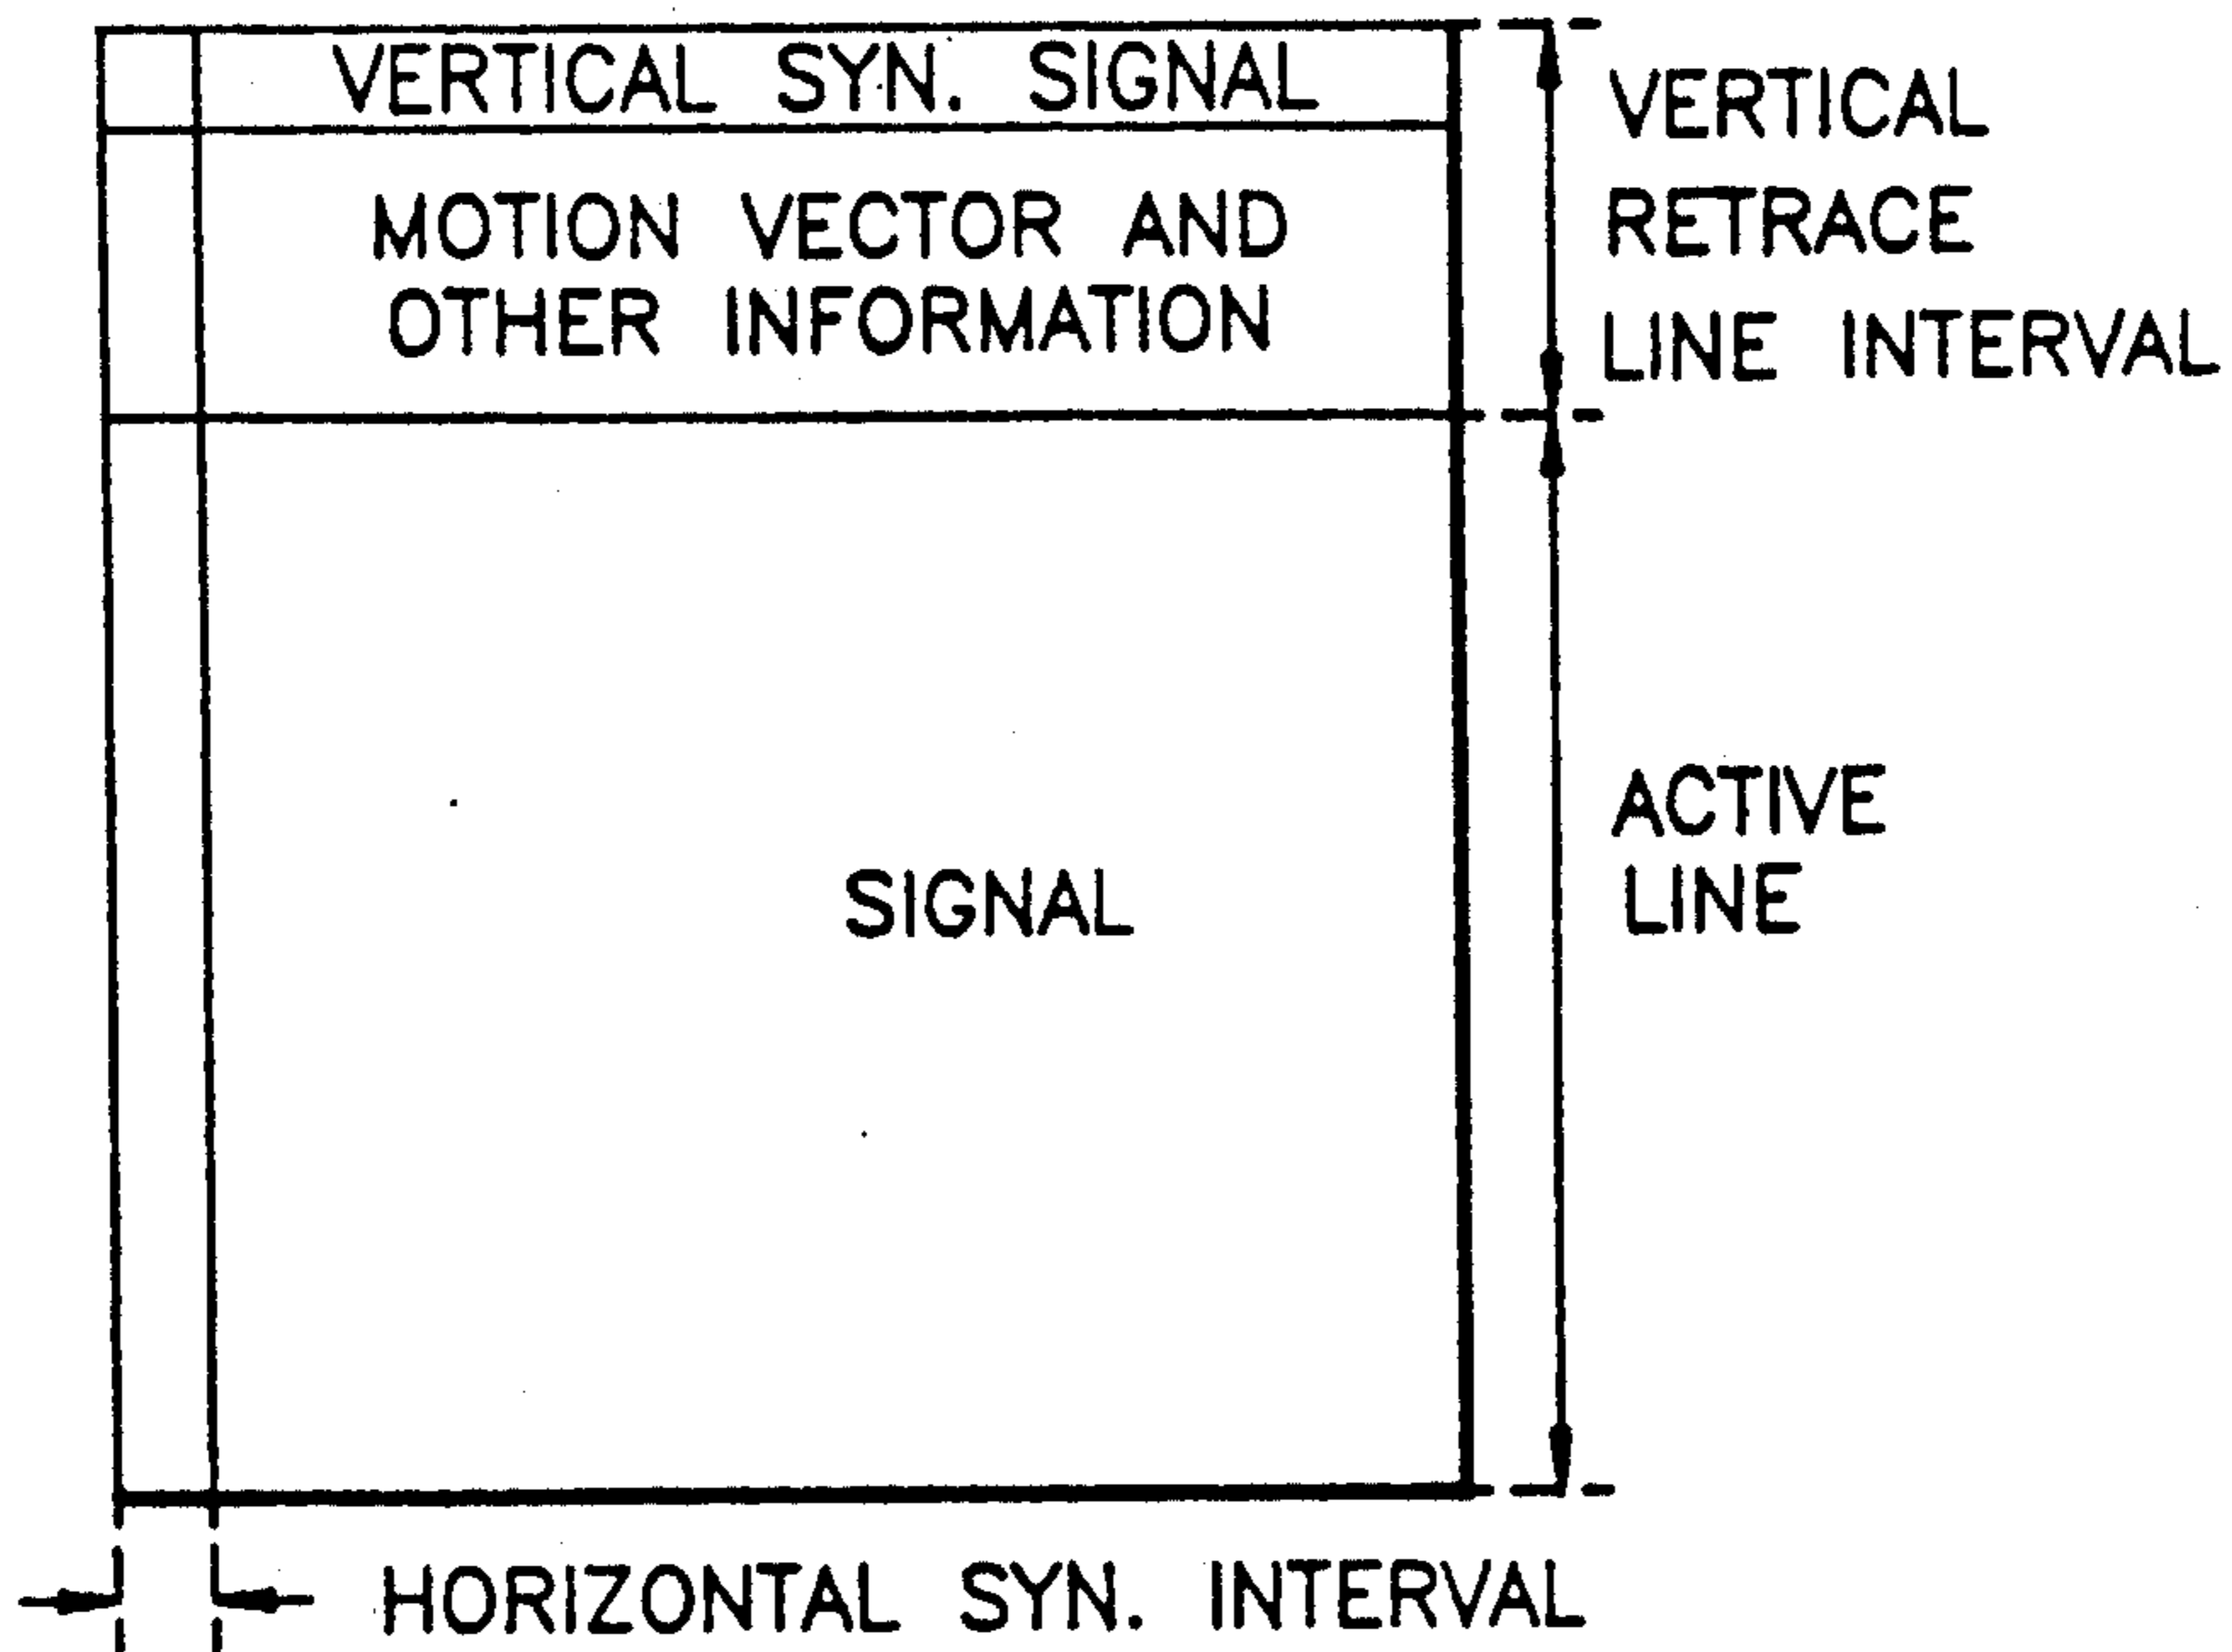 VERTICAL SYN. SIGNAL
MOTION VECTOR AND
OTHER INFORMATION
VERTICAL
RETRACE
LINE INTERVAL
SIGNAL
ACTIVE
LINE
HORIZONTAL SYN. INTERVAL